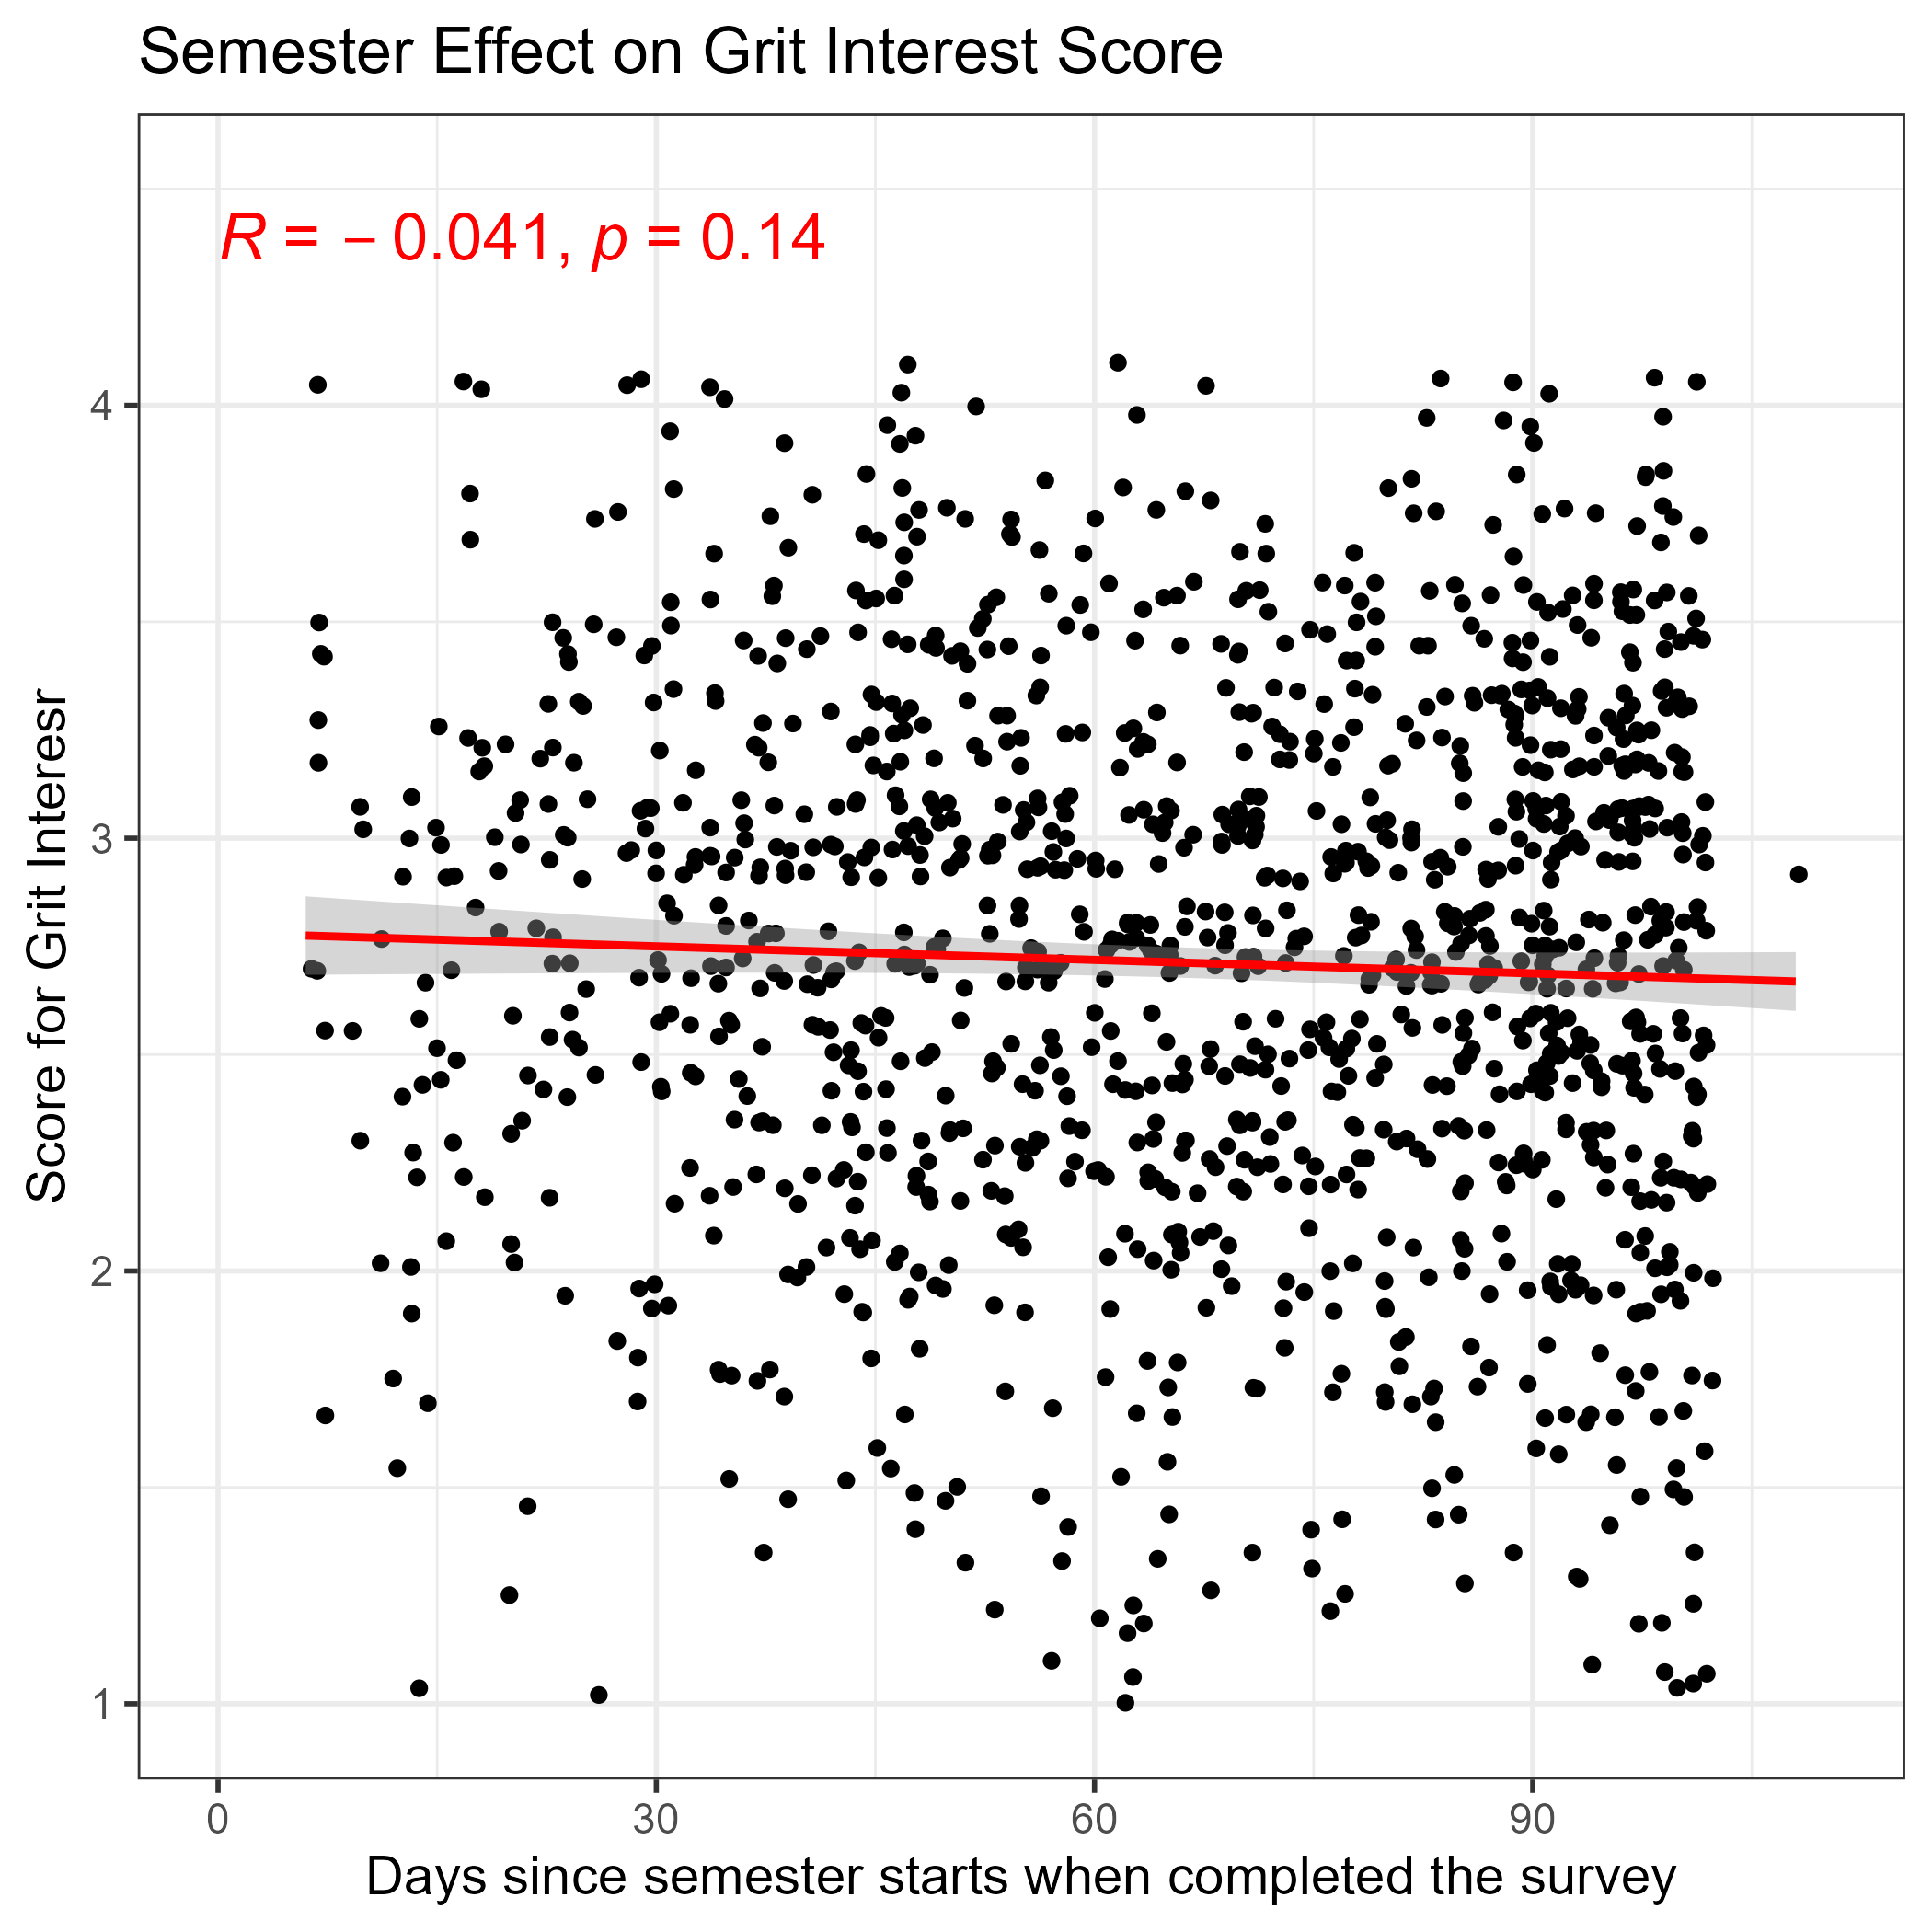 Semester Effect on Grit Interest Score
R = − 0.041, p = 0.14
4
3
2
1
Score for Grit Interesr
0 30 60 90
Days since semester starts when completed the survey